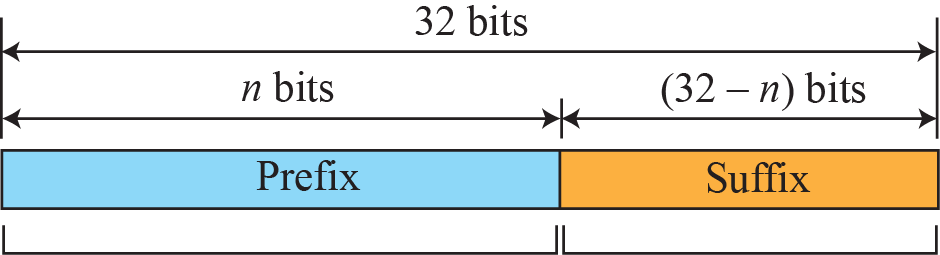 32 bits
n bits
(32 – n) bits
Prefix
Suffix